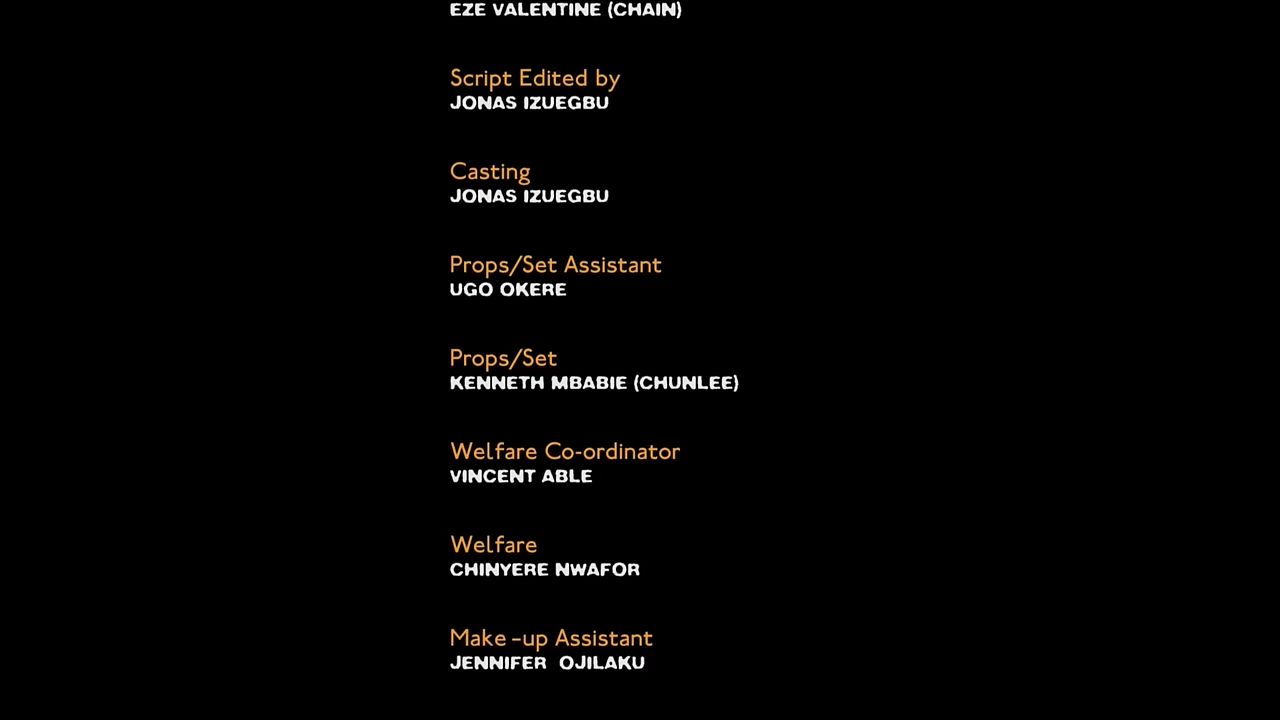 EZE VALENTINE (CHAIN)
Script Edited by
JONAS IZUEGBU
Casting
JONAS IZUEGBU
Props/Set Assistant
UGO OKERE
Props/Set
KENNETH MBABIE (CHUNLEE)
Welfare Co-ordinator
VINCENT ABLE
Welfare
CHINYERE NWAFOR
Make -up Assistant
JENNIFER OJILAKU